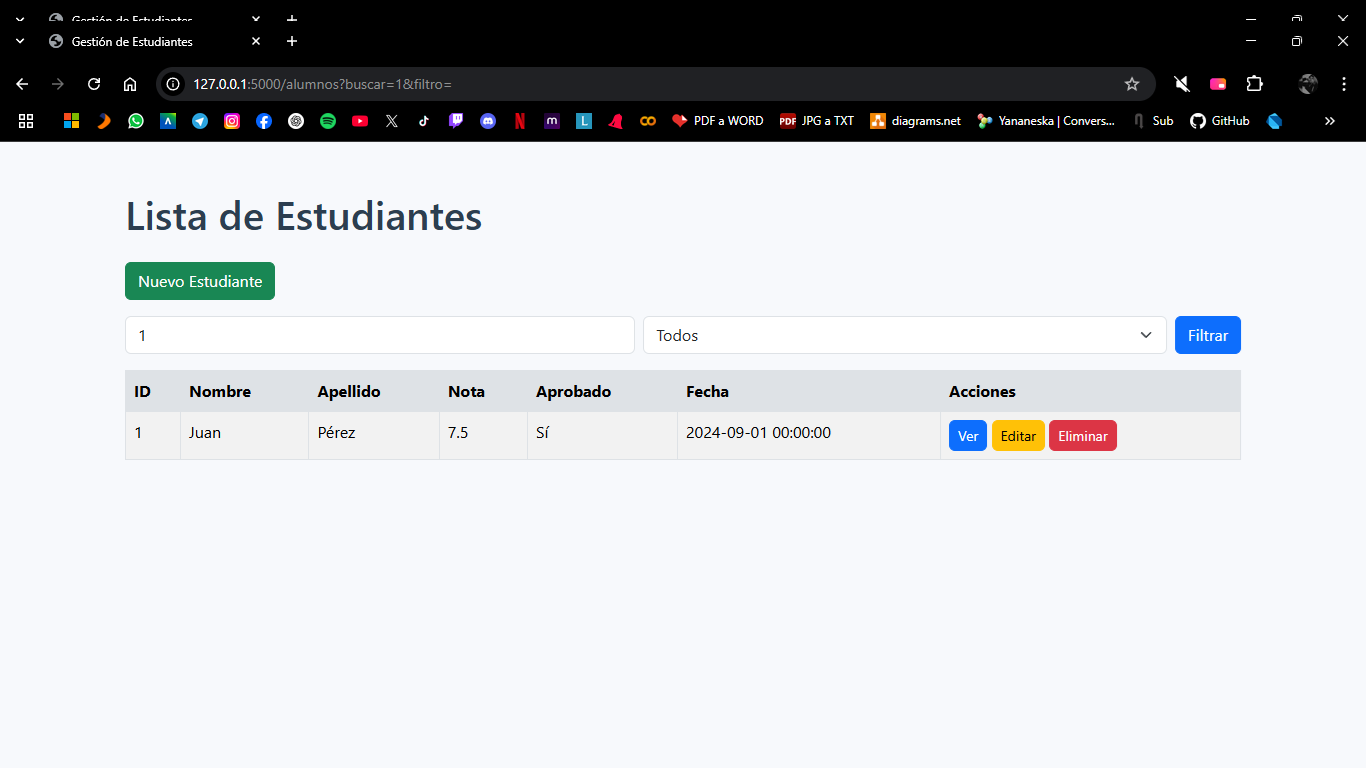 Gestión de Estudiantes
Gestión de Estudiantes
127.0.0.1:5000/alumnos?buscar=1&filtro=
PDF a WORD PDF JPG a TXT diagrams.net Yananeska | Convers... Sub GitHub
Lista de Estudiantes
Nuevo Estudiante
1 Todos Filtrar
ID Nombre Apellido Nota Aprobado Fecha Acciones
1 Juan Pérez 7.5 Sí 2024-09-01 00:00:00 Ver Editar Eliminar